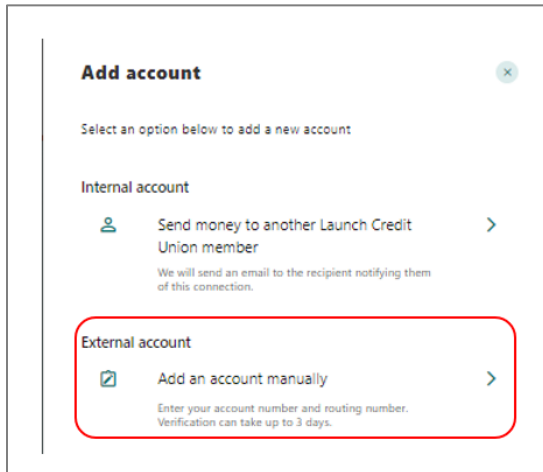 Add account
Select an option below to add a new account
Internal account
Send money to another Launch Credit
Union member
We will send an email to the recipient notifying them
of this connection.
External account
Add an account manually
Enter your account number and routing number.
Verification can take up to 3 days.